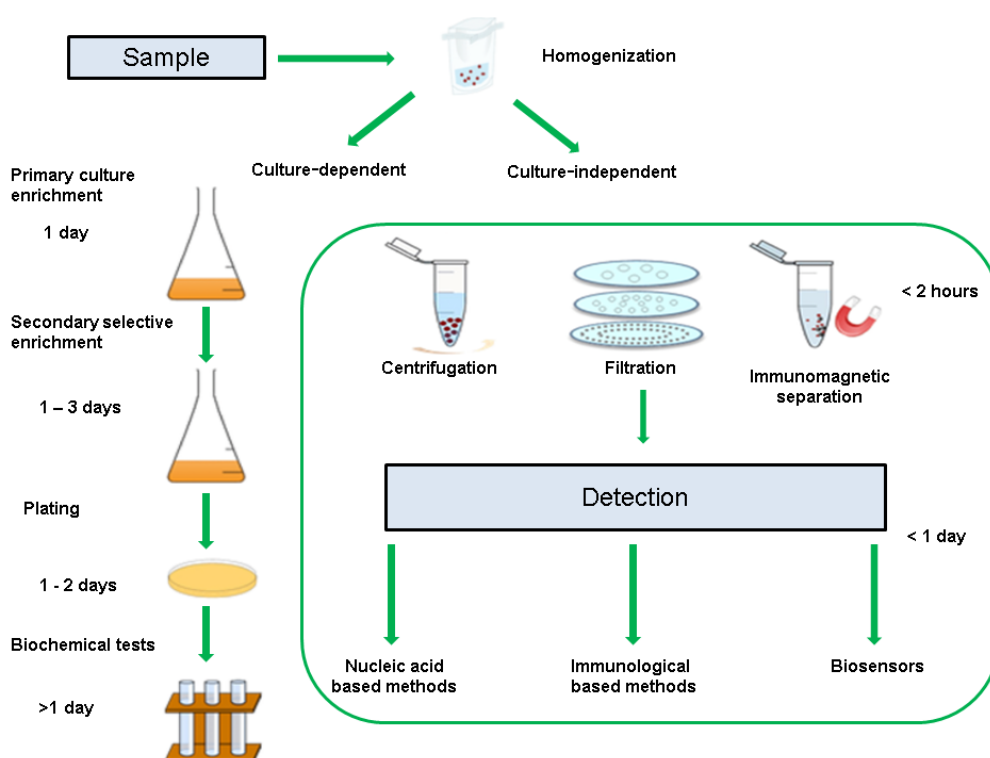 Sample
Homogenization
Culture-dependent
Culture-independent
Primary culture
enrichment
1 day
Secondary selective
enrichment
1 – 3 days
Plating
1 - 2 days
Biochemical tests
>1 day
Centrifugation
Filtration
Immunomagnetic
separation
< 2 hours
Detection
< 1 day
Nucleic acid
based methods
Immunological
based methods
Biosensors